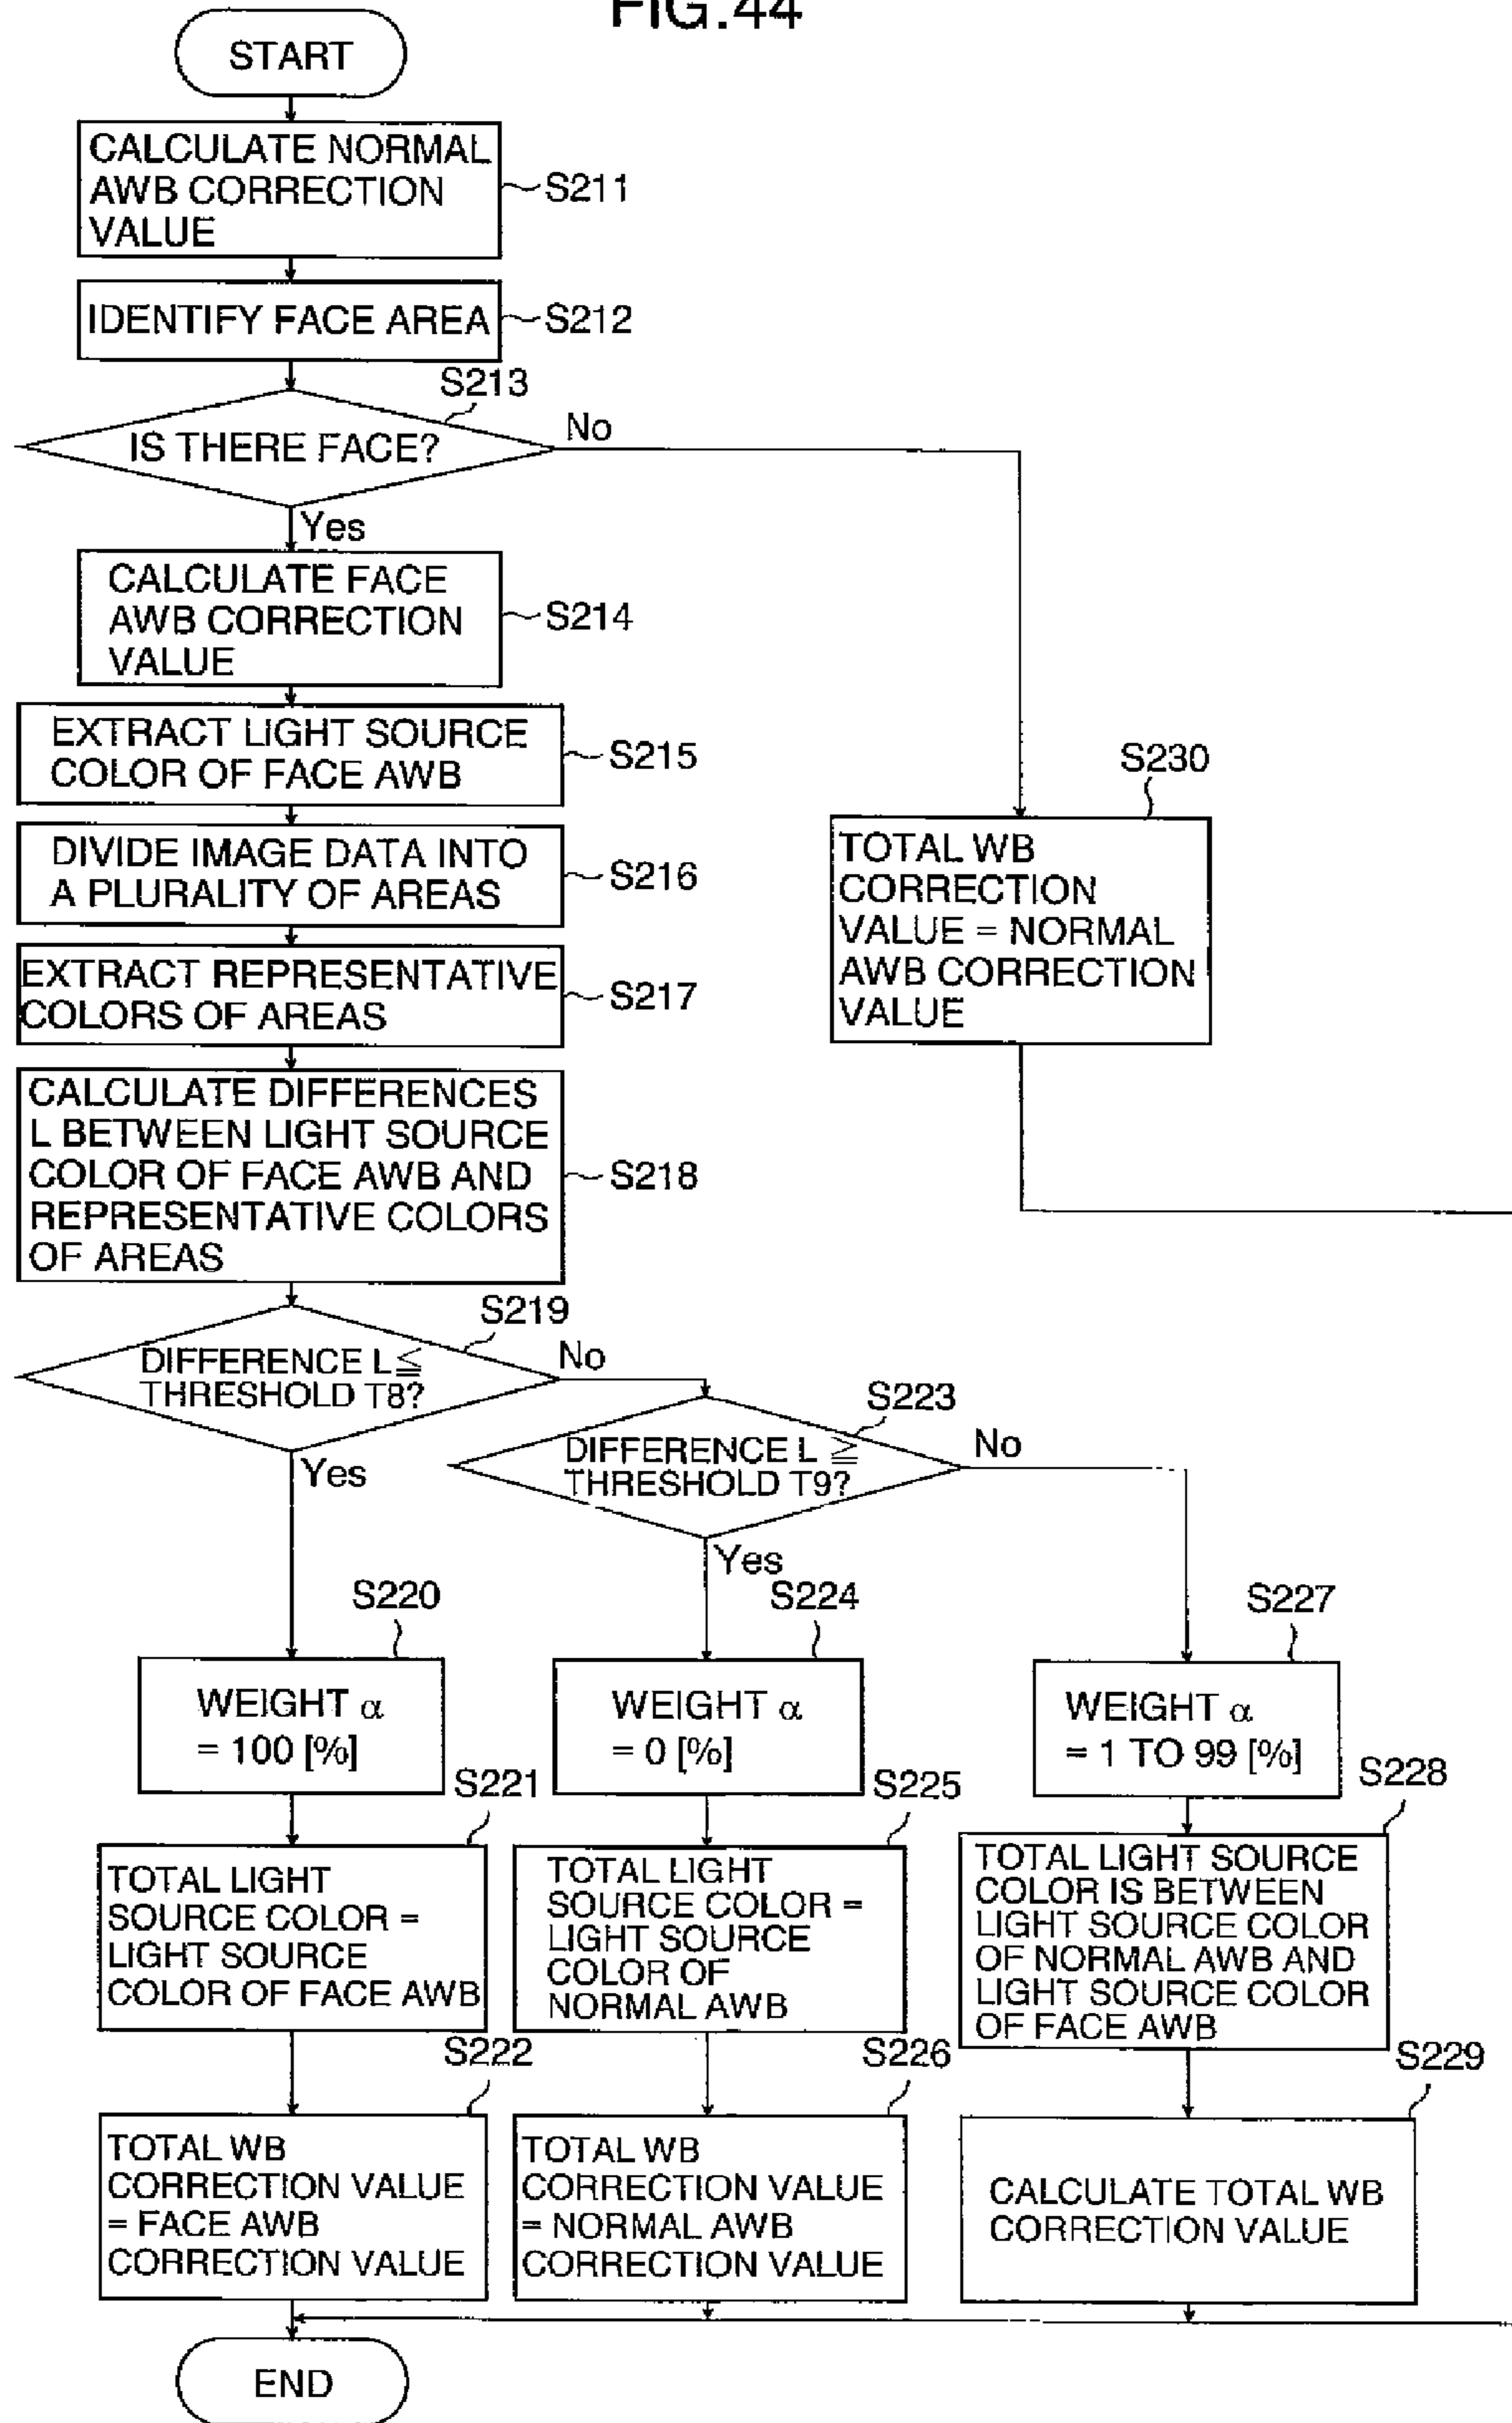 FIG.44
START
CALCULATE NORMAL
AWB CORRECTION
VALUE
S211
IDENTIFY FACE AREA
S212
S213
IS THERE FACE?
No
Yes
CALCULATE FACE
AWB CORRECTION
VALUE
S214
EXTRACT LIGHT SOURCE
COLOR OF FACE AWB
S215
DIVIDE IMAGE DATA INTO
A PLURALITY OF AREAS
S216
EXTRACT REPRESENTATIVE
COLORS OF AREAS
S217
S230
TOTAL WB
CORRECTION
VALUE = NORMAL
AWB CORRECTION
VALUE
CALCULATE DIFFERENCES
L BETWEEN LIGHT SOURCE
COLOR OF FACE AWB AND
REPRESENTATIVE COLORS
OF AREAS
S218
S219
DIFFERENCE L≦
THRESHOLD T8?
No
Yes
S223
DIFFERENCE L ≧
THRESHOLD T9?
No
Yes
S220
WEIGHT α
= 100 [%]
S224
WEIGHT α
= 0 [%]
S227
WEIGHT α
= 1 TO 99 [%]
S221
TOTAL LIGHT
SOURCE COLOR =
LIGHT SOURCE
COLOR OF FACE AWB
S225
TOTAL LIGHT
SOURCE COLOR =
LIGHT SOURCE
COLOR OF
NORMAL AWB
S228
TOTAL LIGHT SOURCE
COLOR IS BETWEEN
LIGHT SOURCE COLOR
OF NORMAL AWB AND
LIGHT SOURCE COLOR
OF FACE AWB
S222
TOTAL WB
CORRECTION VALUE
= FACE AWB
CORRECTION VALUE
S226
TOTAL WB
CORRECTION VALUE
= NORMAL AWB
CORRECTION VALUE
S229
CALCULATE TOTAL WB
CORRECTION VALUE
END